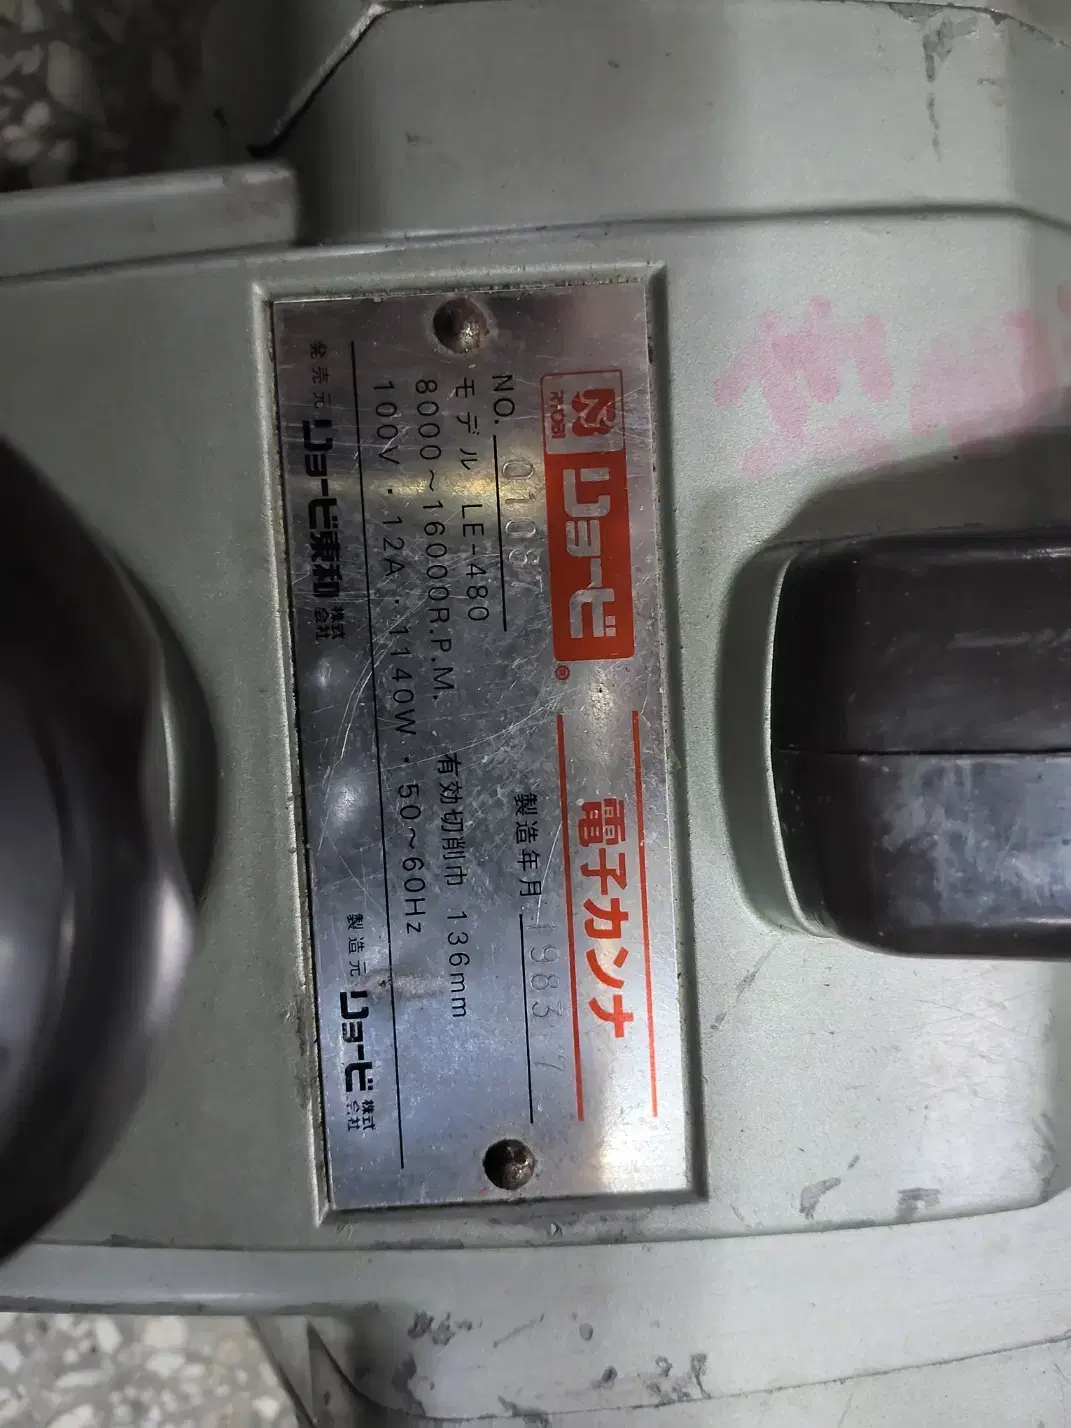 RYOBI
リョービ® 電子カンナ
NO. 01087 製造年月 1983 7
モデル LE-480
8000~16000R.P.M. 有効切削巾 136mm
100V・12A・1140W・50~60Hz
発売元 リョービ東和株式会社 製造元 リョービ株式会社